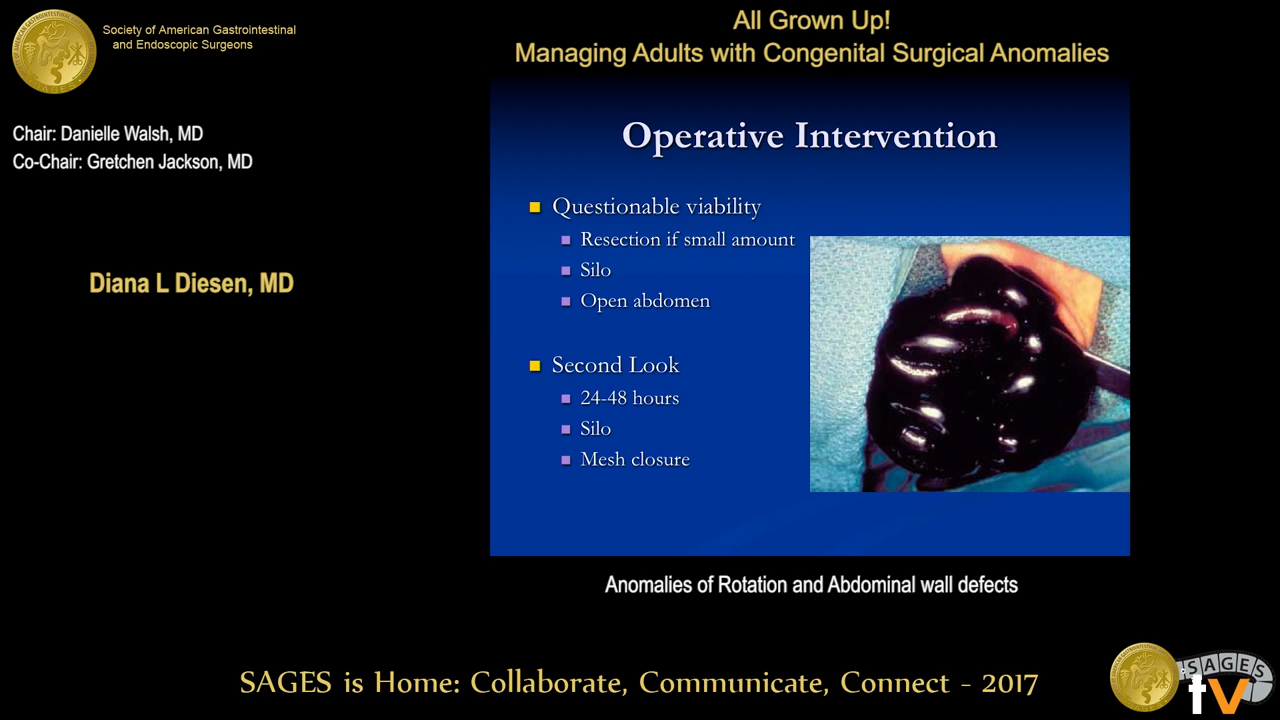 Society of American Gastrointestinal
and Endoscopic Surgeons
All Grown Up!
Managing Adults with Congenital Surgical Anomalies
Chair: Danielle Walsh, MD
Co-Chair: Gretchen Jackson, MD
Diana L Diesen, MD
Operative Intervention
Questionable viability
Resection if small amount
Silo
Open abdomen
Second Look
24-48 hours
Silo
Mesh closure
Anomalies of Rotation and Abdominal wall defects
SAGES is Home: Collaborate, Communicate, Connect - 2017
SAGES
tv